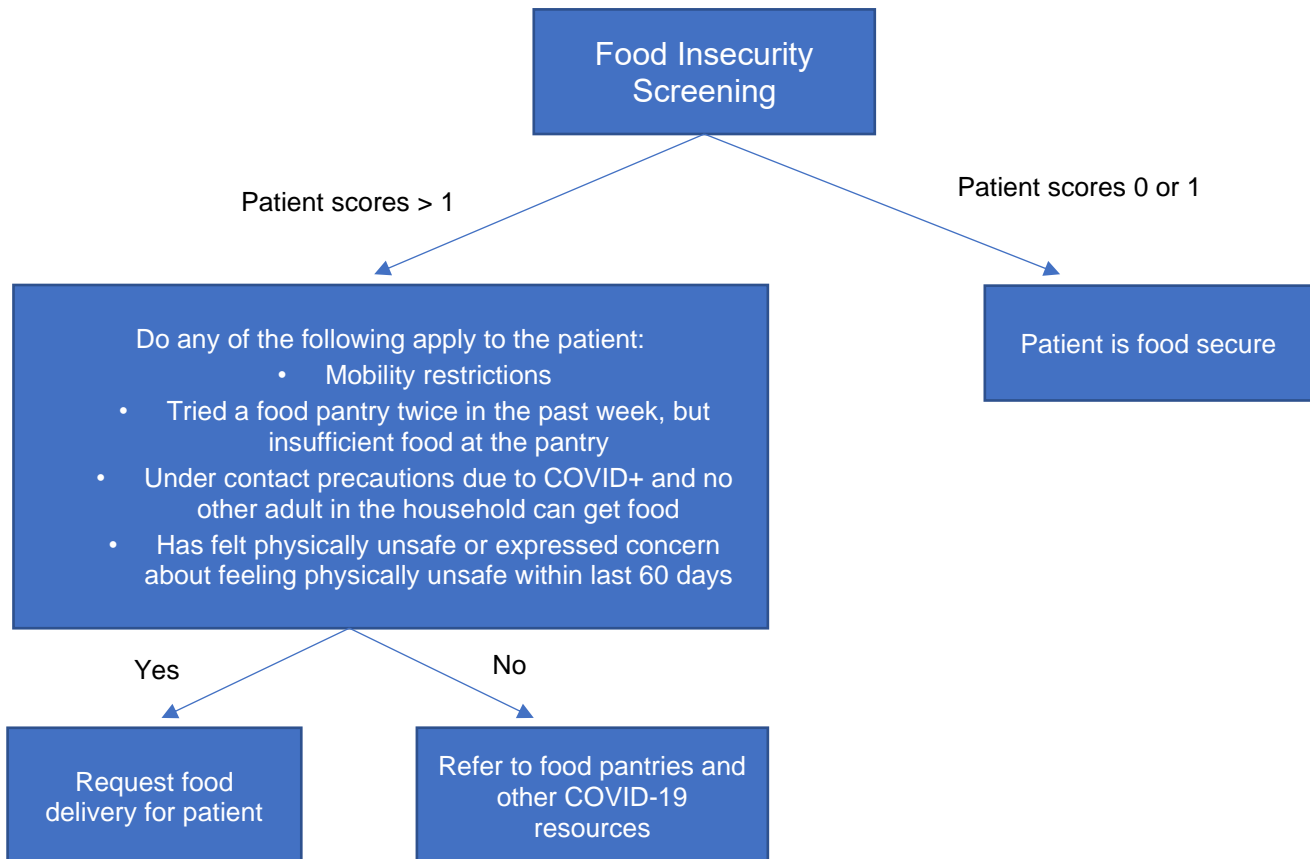 Food Insecurity
Screening
Patient scores > 1
Patient scores 0 or 1
Do any of the following apply to the patient:
• Mobility restrictions
• Tried a food pantry twice in the past week, but
insufficient food at the pantry
• Under contact precautions due to COVID+ and no
other adult in the household can get food
• Has felt physically unsafe or expressed concern
about feeling physically unsafe within last 60 days
Patient is food secure
Yes
No
Request food
delivery for patient
Refer to food pantries and
other COVID-19
resources